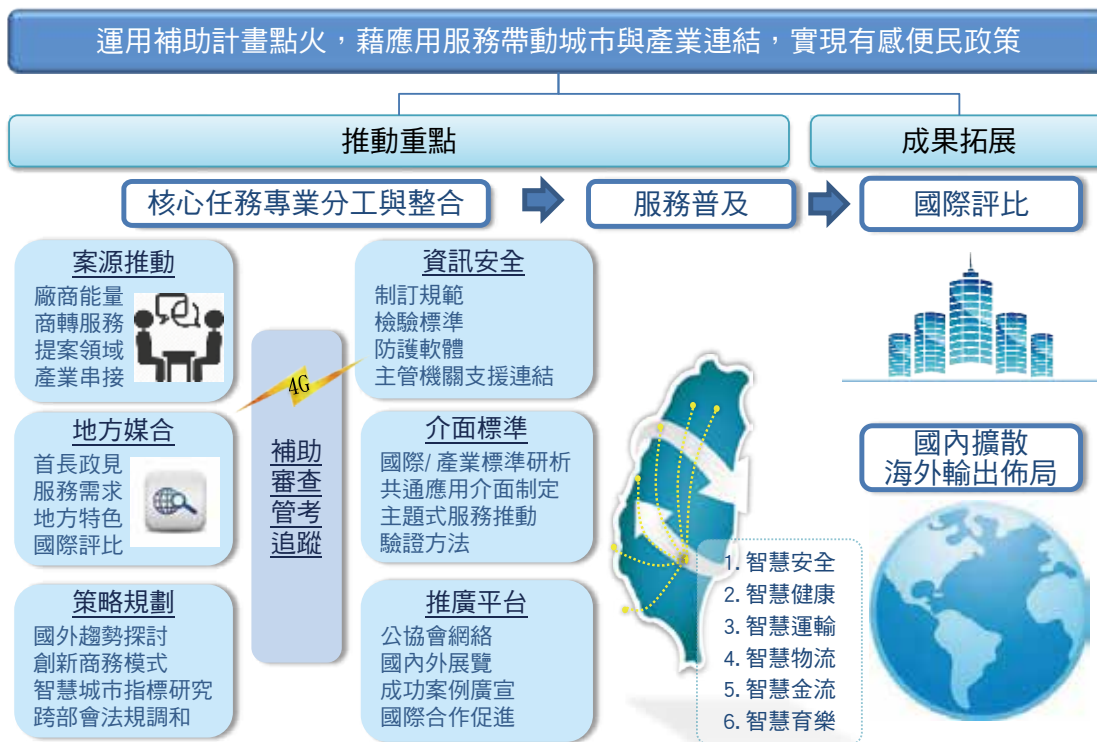 運用補助計畫點火，藉應用服務帶動城市與產業連結，實現有感便民政策
推動重點
成果拓展
核心任務專業分工與整合
服務普及
國際評比
案源推動
廠商能量
商轉服務
提案領域
產業串接
地方媒合
首長政見
服務需求
地方特色
國際評比
策略規劃
國外趨勢探討
創新商務模式
智慧城市指標研究
跨部會法規調和
4G
補助
審查
管考
追蹤
資訊安全
制訂規範
檢驗標準
防護軟體
主管機關支援連結
介面標準
國際/產業標準研析
共通應用介面制定
主題式服務推動
驗證方法
推廣平台
公協會網絡
國內外展覽
成功案例廣宣
國際合作促進
1. 智慧安全
2. 智慧健康
3. 智慧運輸
4. 智慧物流
5. 智慧金流
6. 智慧育樂
國內擴散
海外輸出佈局